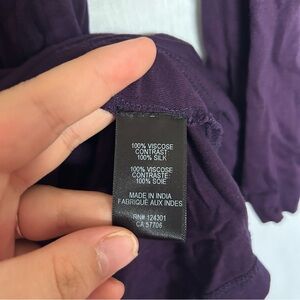 100% VISCOSE
CONTRAST
100% SILK
100% VISCOSE
CONTRASTE:
100% SOIE
MADE IN INDIA
FABRIQUÉ AUX INDES
RN# 124301
CA 57706